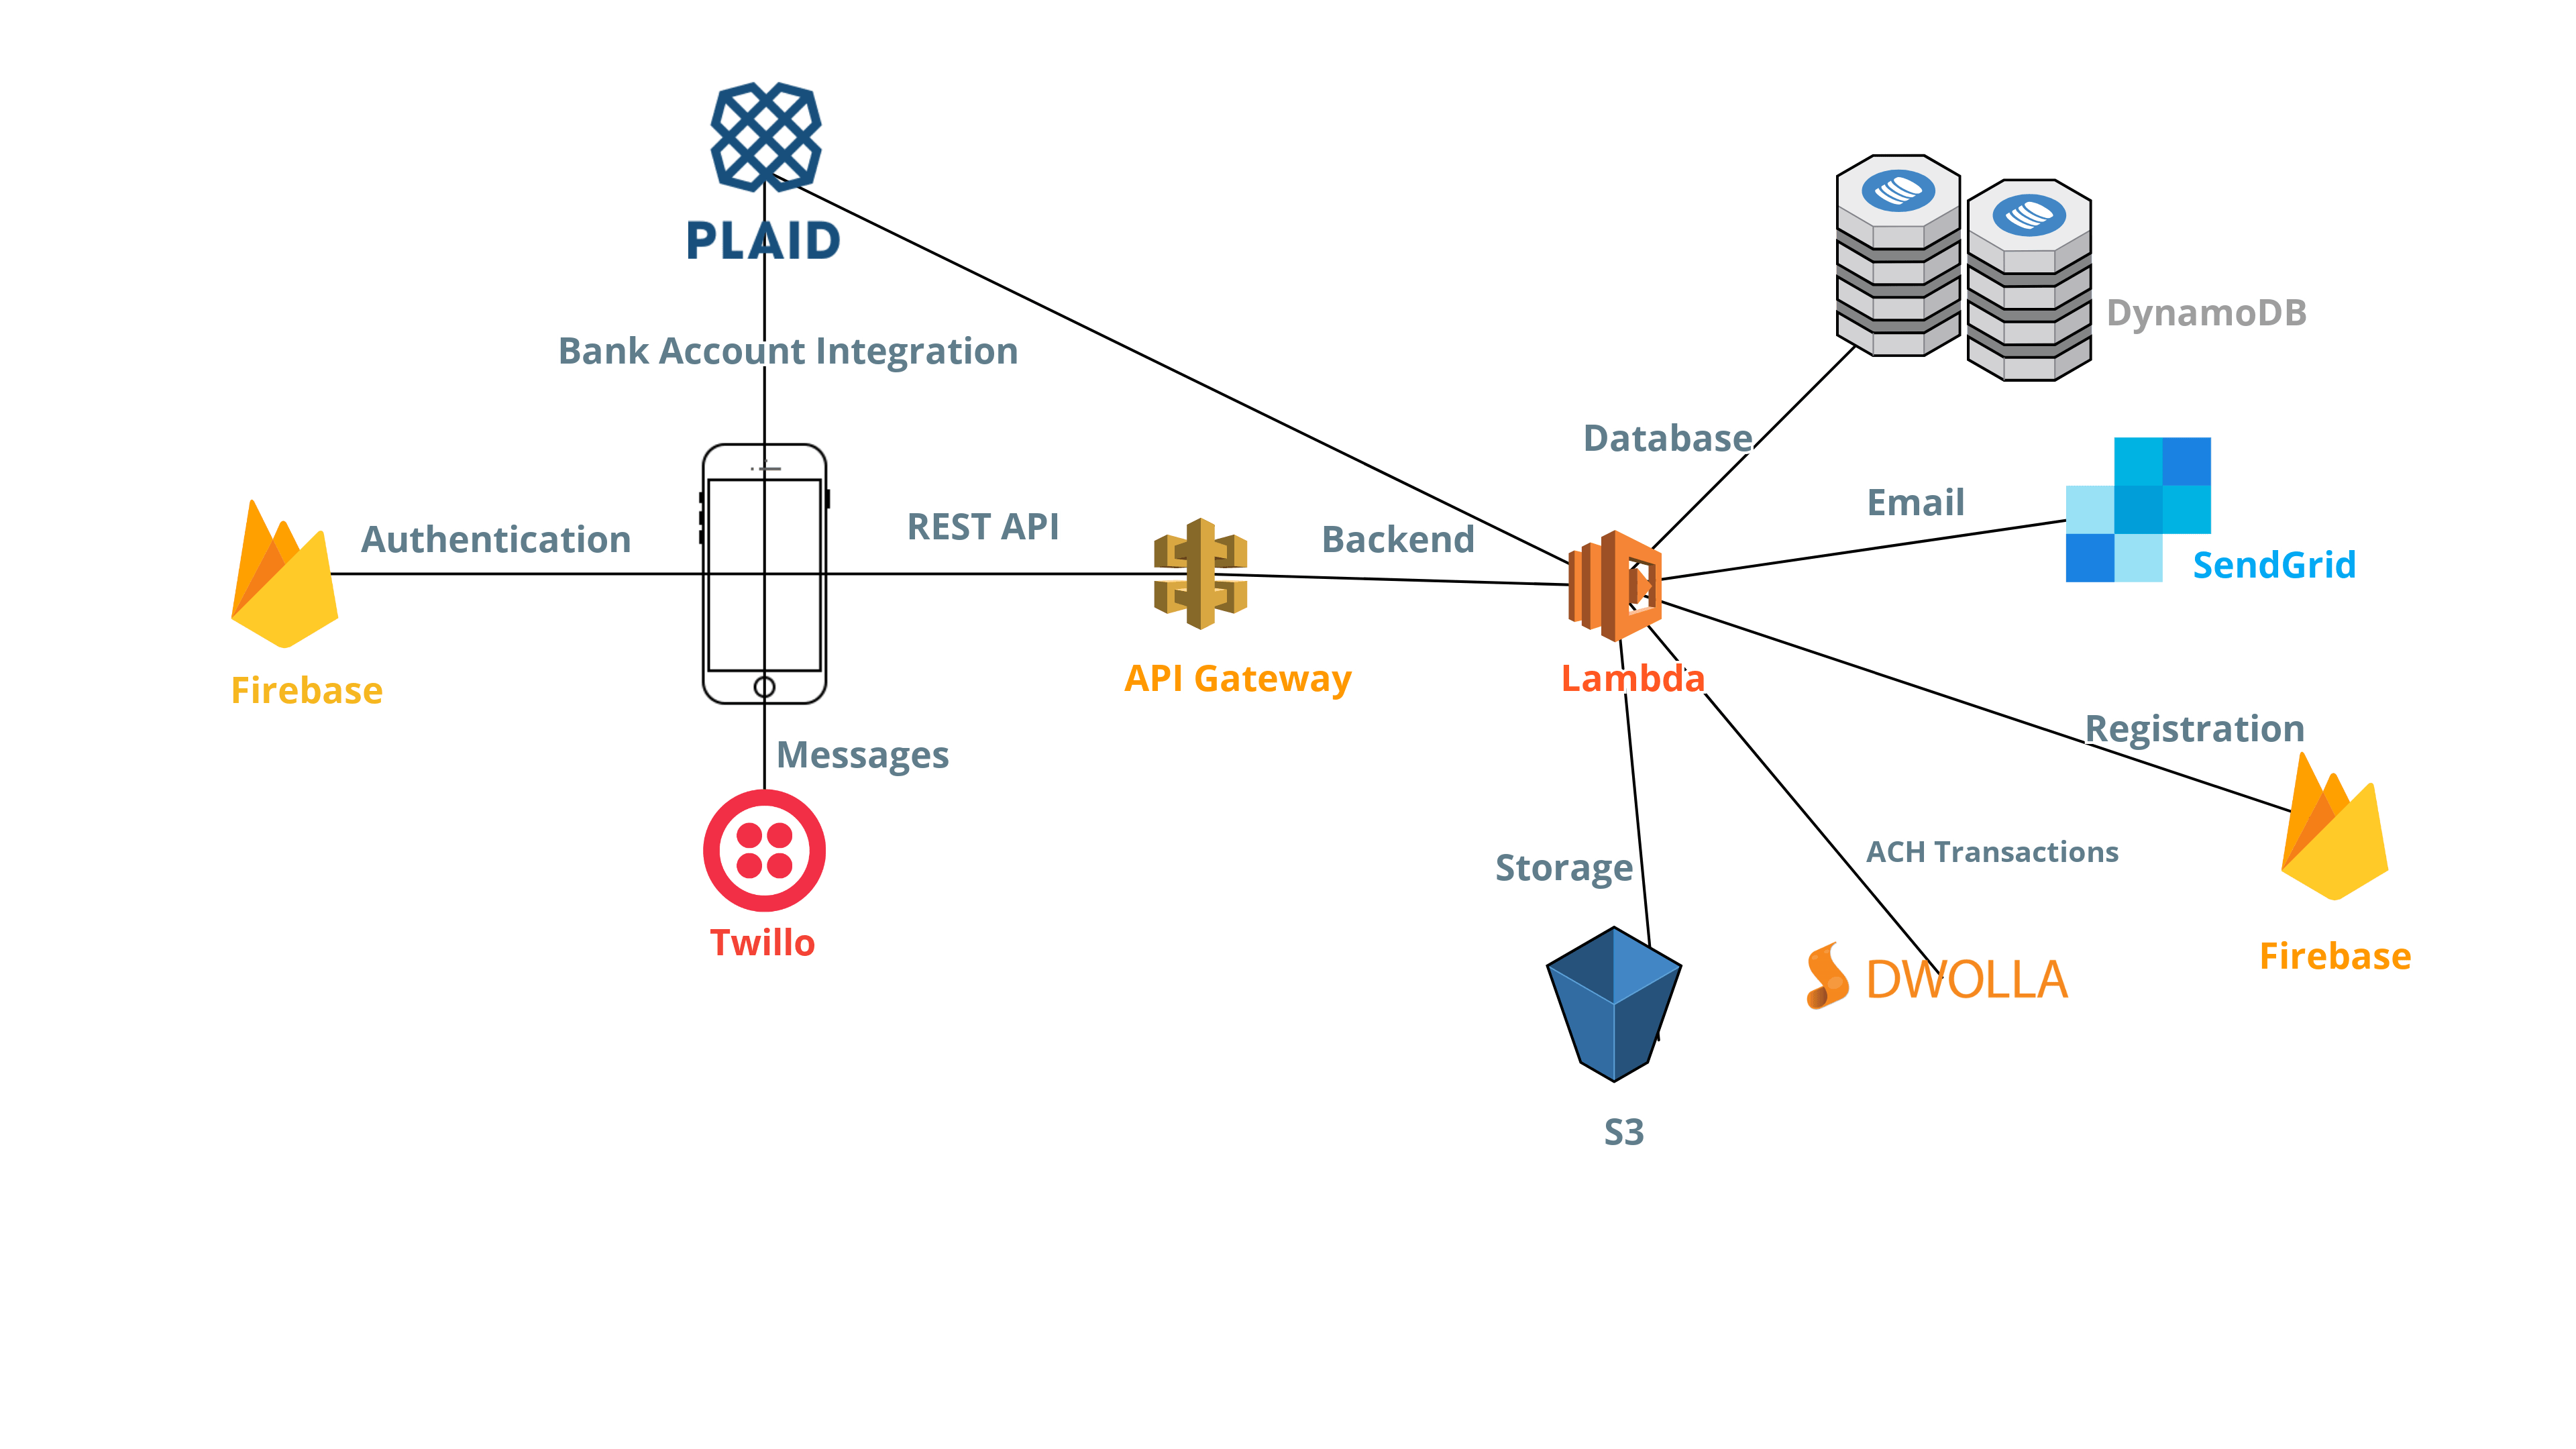 PLAID
DynamoDB
Bank Account Integration
Database
Email
SendGrid
Authentication
REST API
Backend
Firebase
API Gateway
Lambda
Messages
Registration
Storage
ACH Transactions
Twillo
DWOLLA
Firebase
S3